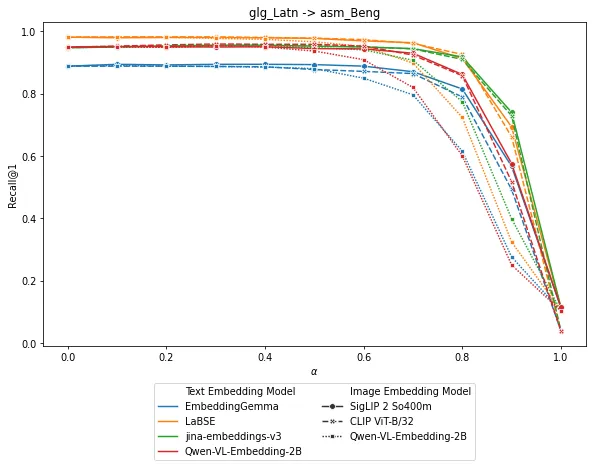 glg_Latn -> asm_Beng
Recall@1
1.0
0.8
0.6
0.4
0.2
0.0
0.0 0.2 0.4 0.6 0.8 1.0
α
Text Embedding Model Image Embedding Model
EmbeddingGemma SigLIP 2 So400m
LaBSE CLIP ViT-B/32
jina-embeddings-v3 Qwen-VL-Embedding-2B
Qwen-VL-Embedding-2B